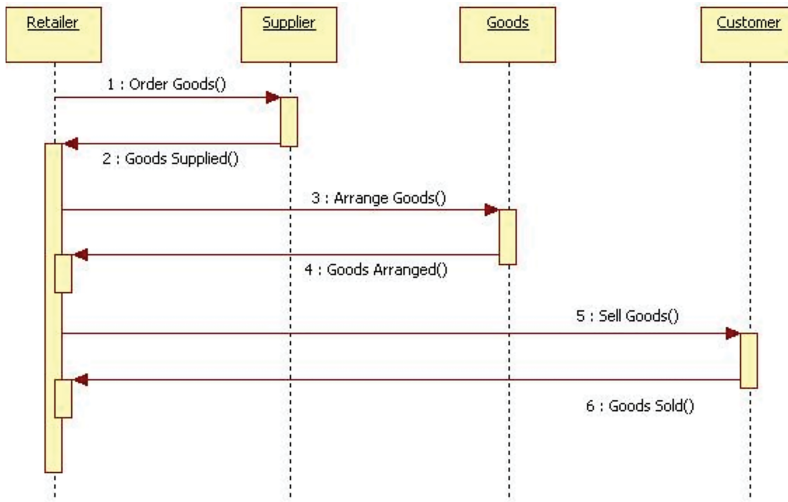 Retailer
Supplier
Goods
Customer
1 : Order Goods()
2 : Goods Supplied()
3 : Arrange Goods()
4 : Goods Arranged()
5 : Sell Goods()
6 : Goods Sold()